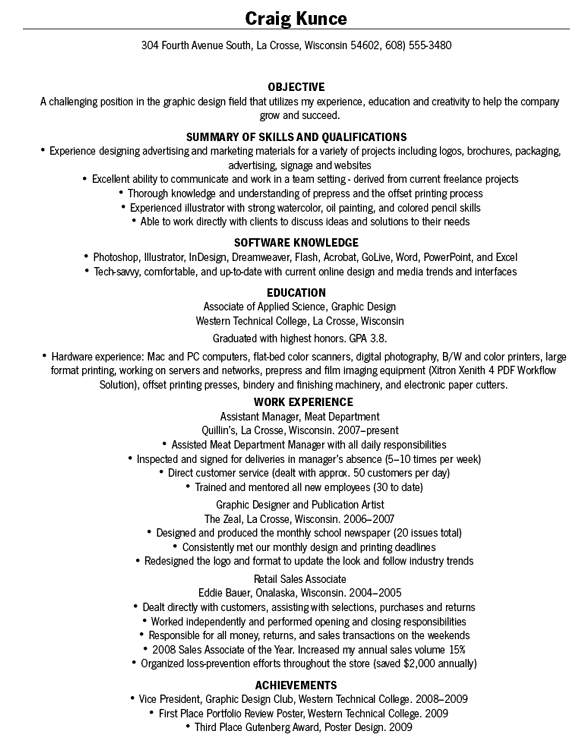 Craig Kunce
304 Fourth Avenue South, La Crosse, Wisconsin 54602, 608) 555-3480
OBJECTIVE
A challenging position in the graphic design field that utilizes my experience, education and creativity to help the company
grow and succeed.
SUMMARY OF SKILLS AND QUALIFICATIONS
• Experience designing advertising and marketing materials for a variety of projects including logos, brochures, packaging,
advertising, signage and websites
• Excellent ability to communicate and work in a team setting - derived from current freelance projects
• Thorough knowledge and understanding of prepress and the offset printing process
• Experienced illustrator with strong watercolor, oil painting, and colored pencil skills
• Able to work directly with clients to discuss ideas and solutions to their needs
SOFTWARE KNOWLEDGE
• Photoshop, Illustrator, InDesign, Dreamweaver, Flash, Acrobat, GoLive, Word, PowerPoint, and Excel
• Tech-savvy, comfortable, and up-to-date with current online design and media trends and interfaces
EDUCATION
Associate of Applied Science, Graphic Design
Western Technical College, La Crosse, Wisconsin
Graduated with highest honors. GPA 3.8.
• Hardware experience: Mac and PC computers, flat-bed color scanners, digital photography, B/W and color printers, large
format printing, working on servers and networks, prepress and film imaging equipment (Xitron Xenith 4 PDF Workflow
Solution), offset printing presses, bindery and finishing machinery, and electronic paper cutters.
WORK EXPERIENCE
Assistant Manager, Meat Department
Quillin's, La Crosse, Wisconsin. 2007–present
• Assisted Meat Department Manager with all daily responsibilities
• Inspected and signed for deliveries in manager's absence (5–10 times per week)
• Direct customer service (dealt with approx. 50 customers per day)
• Trained and mentored all new employees (30 to date)
Graphic Designer and Publication Artist
The Zeal, La Crosse, Wisconsin. 2006–2007
• Designed and produced the monthly school newspaper (20 issues total)
• Consistently met our monthly design and printing deadlines
• Redesigned the logo and format to update the look and follow industry trends
Retail Sales Associate
Eddie Bauer, Onalaska, Wisconsin. 2004–2005
• Dealt directly with customers, assisting with selections, purchases and returns
• Worked independently and performed opening and closing responsibilities
• Responsible for all money, returns, and sales transactions on the weekends
• 2008 Sales Associate of the Year. Increased my annual sales volume 15%
• Organized loss-prevention efforts throughout the store (saved $2,000 annually)
ACHIEVEMENTS
• Vice President, Graphic Design Club, Western Technical College. 2008–2009
• First Place Portfolio Review Poster, Western Technical College. 2009
• Third Place Gutenberg Award, Poster Design. 2009